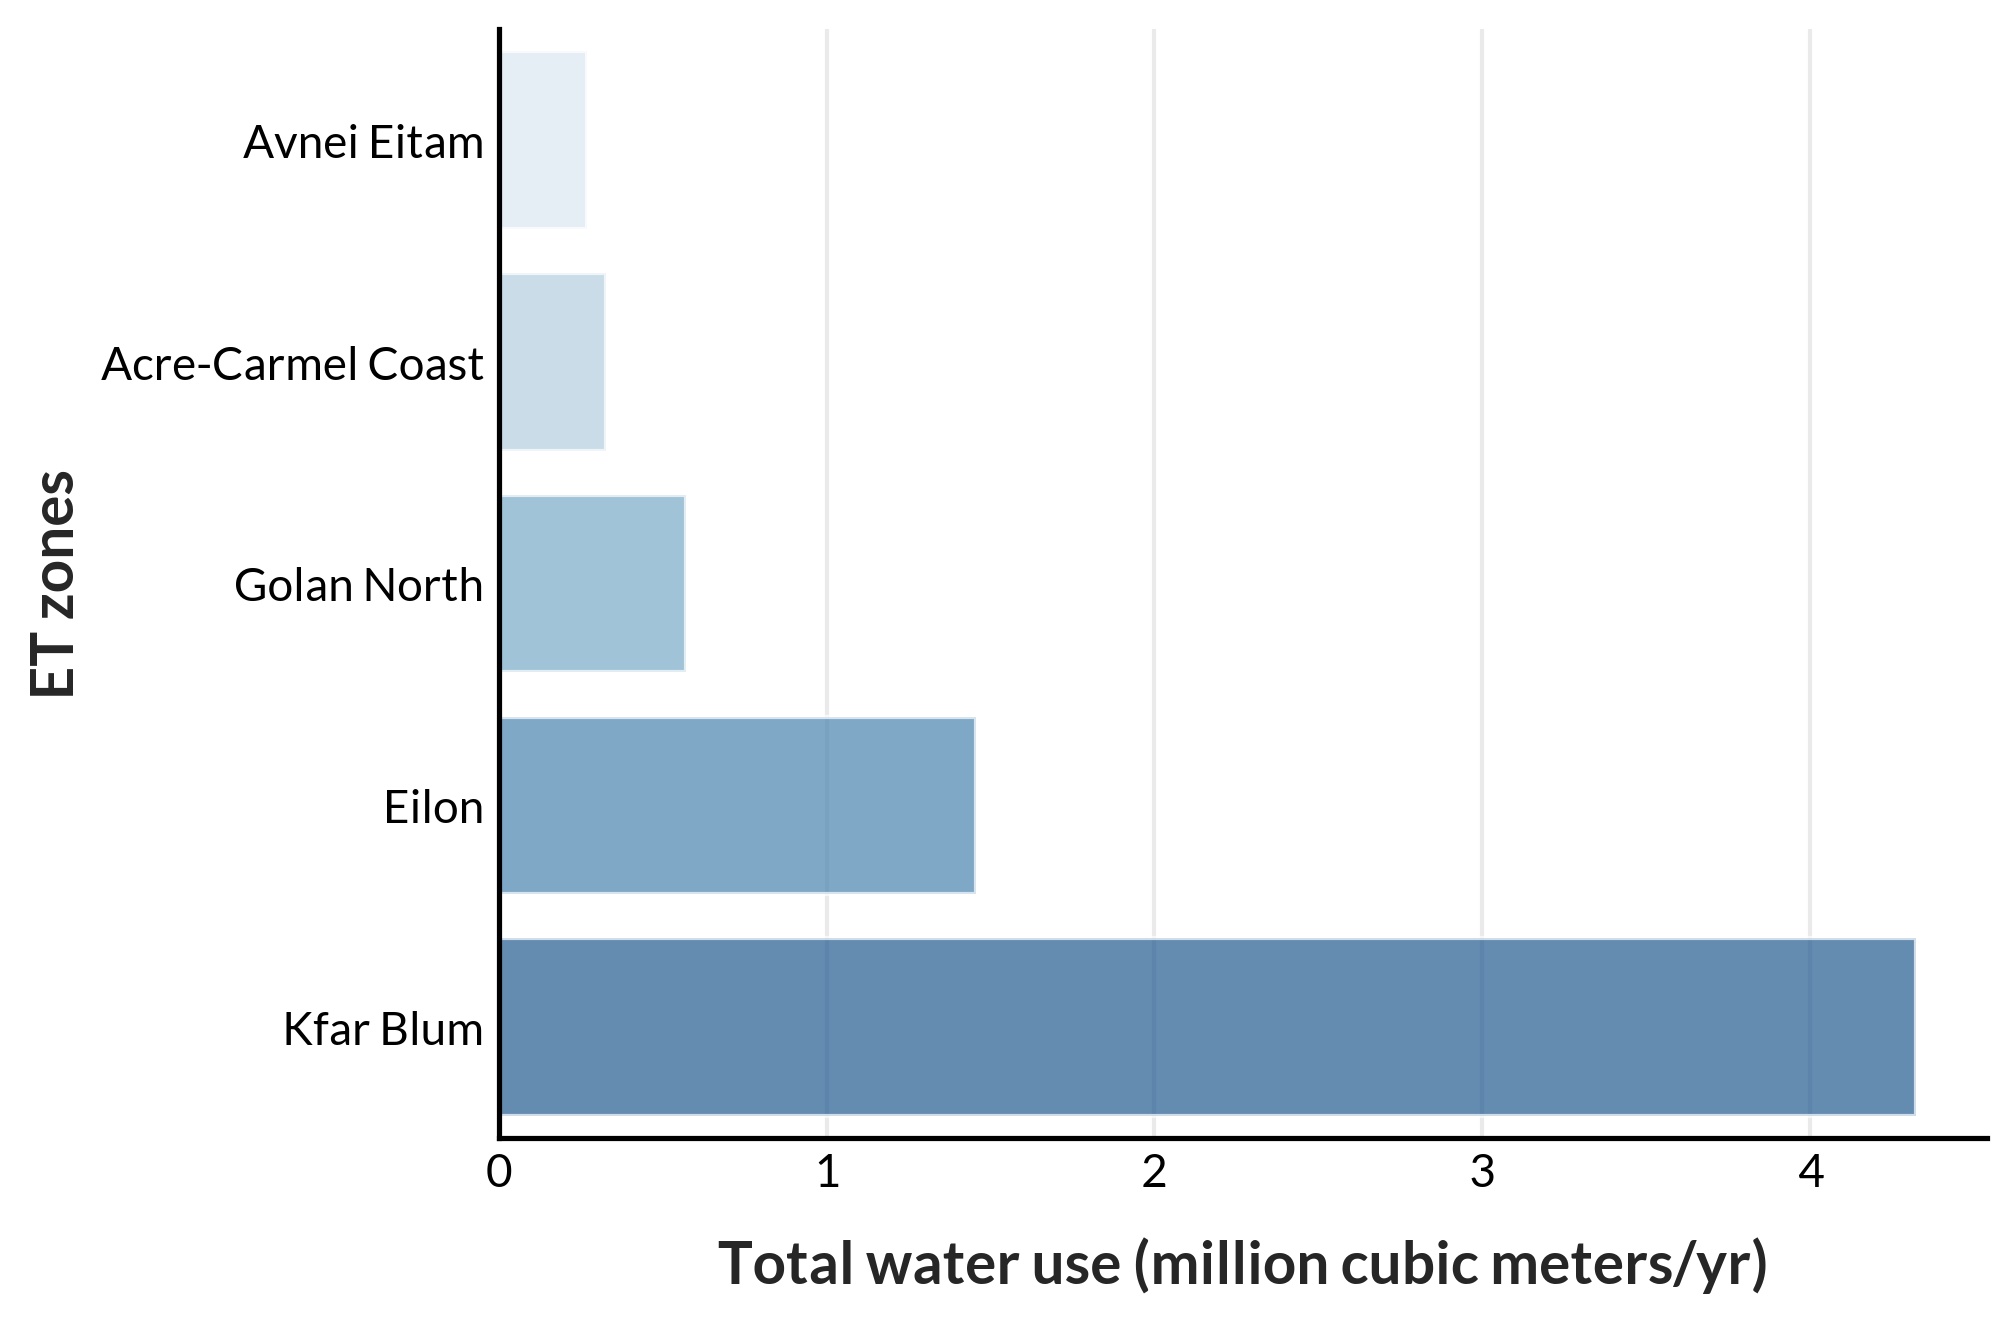 Avnei Eitam
Acre-Carmel Coast
Golan North
Eilon
Kfar Blum
ET zones
0 1 2 3 4
Total water use (million cubic meters/yr)